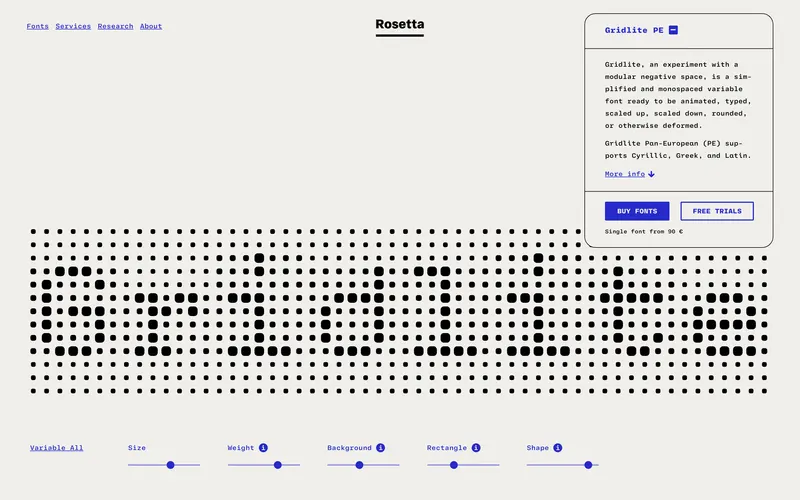 Fonts Services Research About
Rosetta
Gridlite PE
Gridlite, an experiment with a
modular negative space, is a sim-
plified and monospaced variable
font ready to be animated, typed,
scaled up, scaled down, rounded,
or otherwise deformed.
Gridlite Pan-European (PE) sup-
ports Cyrillic, Greek, and Latin.
More info
BUY FONTS FREE TRIALS
Single font from 90 €
Gridlite
Variable All Size Weight i Background i Rectangle i Shape i